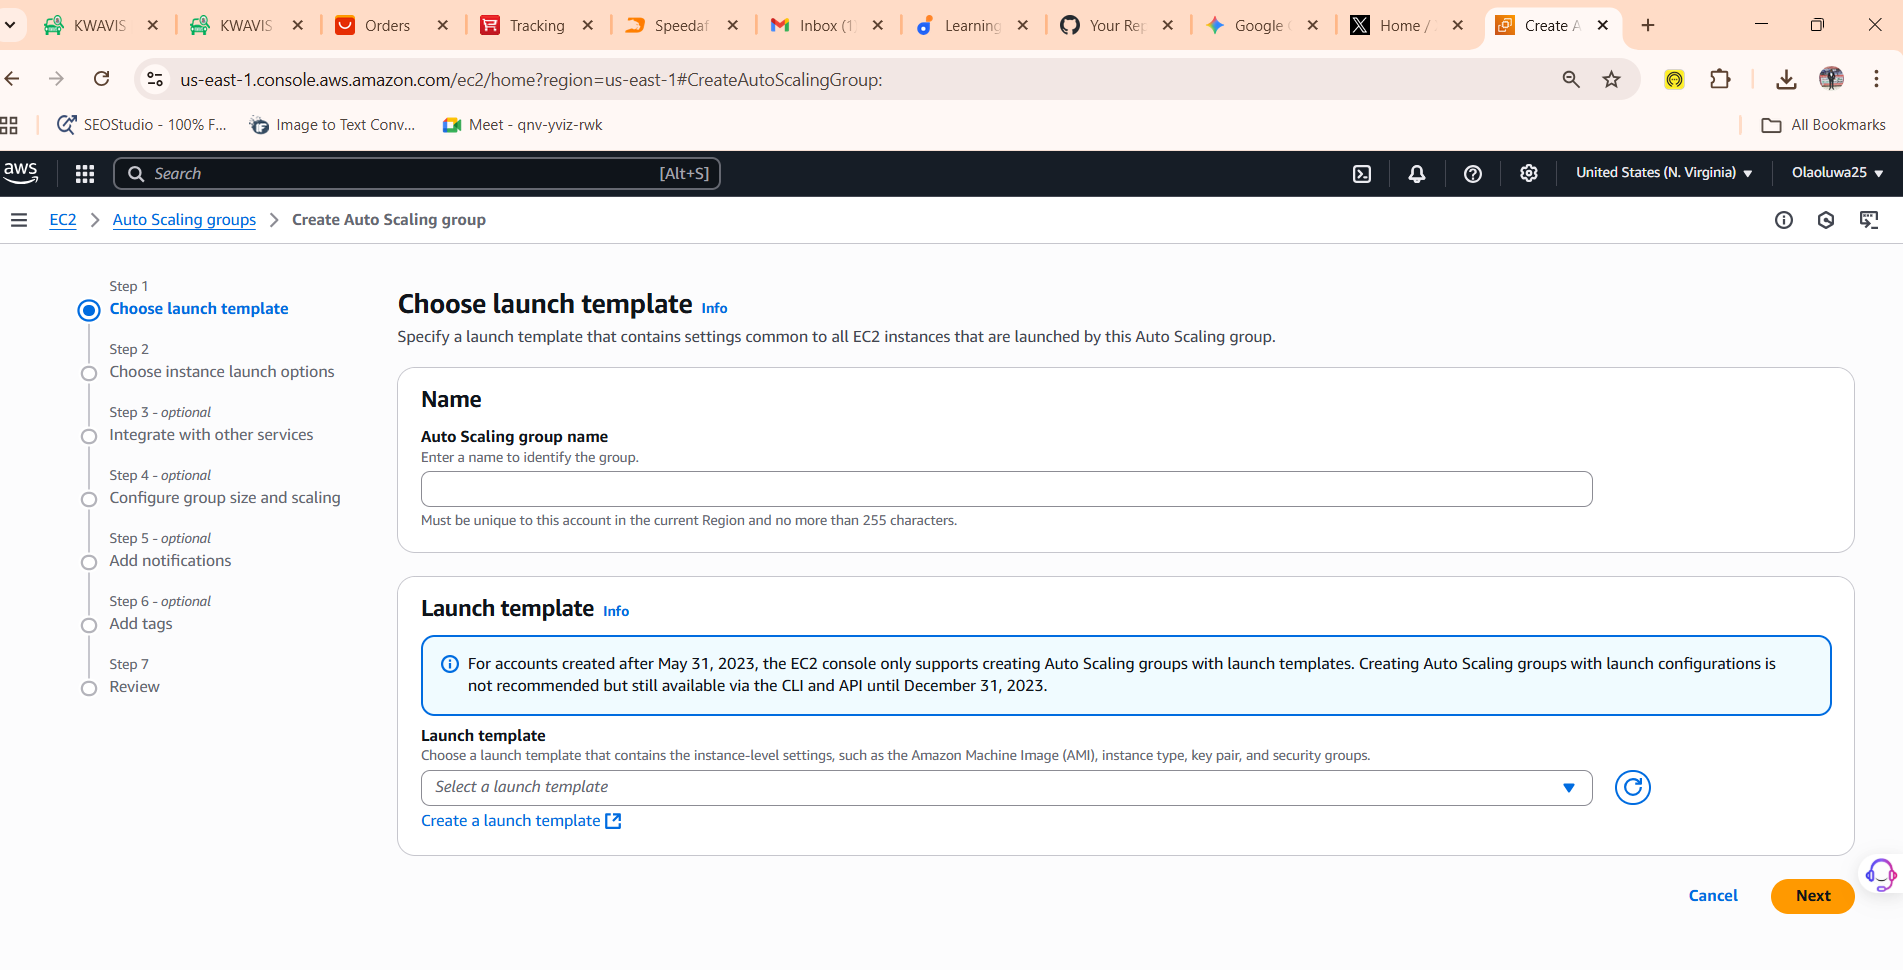 KWAVIS
KWAVIS
Orders
Tracking
Speedaf
Inbox (1)
Learning
Your Rep
Google
Home /
Create A
us-east-1.console.aws.amazon.com/ec2/home?region=us-east-1#CreateAutoScalingGroup:
SEOStudio - 100% F...
Image to Text Conv...
Meet - qnv-yviz-rwk
All Bookmarks
aws
Search
[Alt+S]
United States (N. Virginia)
Olaoluwa25
EC2
Auto Scaling groups
Create Auto Scaling group
Step 1
Choose launch template
Step 2
Choose instance launch options
Step 3 - optional
Integrate with other services
Step 4 - optional
Configure group size and scaling
Step 5 - optional
Add notifications
Step 6 - optional
Add tags
Step 7
Review
Choose launch template Info
Specify a launch template that contains settings common to all EC2 instances that are launched by this Auto Scaling group.
Name
Auto Scaling group name
Enter a name to identify the group.
Must be unique to this account in the current Region and no more than 255 characters.
Launch template Info
For accounts created after May 31, 2023, the EC2 console only supports creating Auto Scaling groups with launch templates. Creating Auto Scaling groups with launch configurations is
not recommended but still available via the CLI and API until December 31, 2023.
Launch template
Choose a launch template that contains the instance-level settings, such as the Amazon Machine Image (AMI), instance type, key pair, and security groups.
Select a launch template
Create a launch template
Cancel
Next